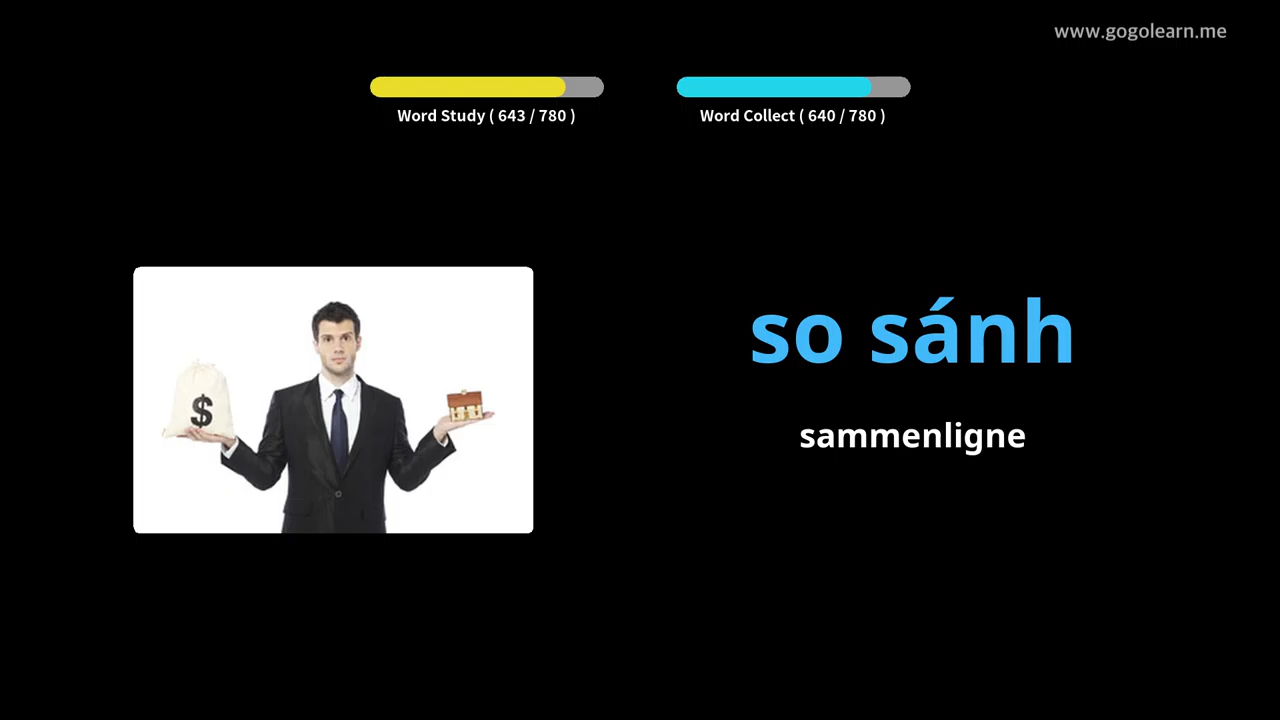 www.gogolearn.me
Word Study ( 643 / 780 )
Word Collect ( 640 / 780 )
$
so sánh
sammenligne